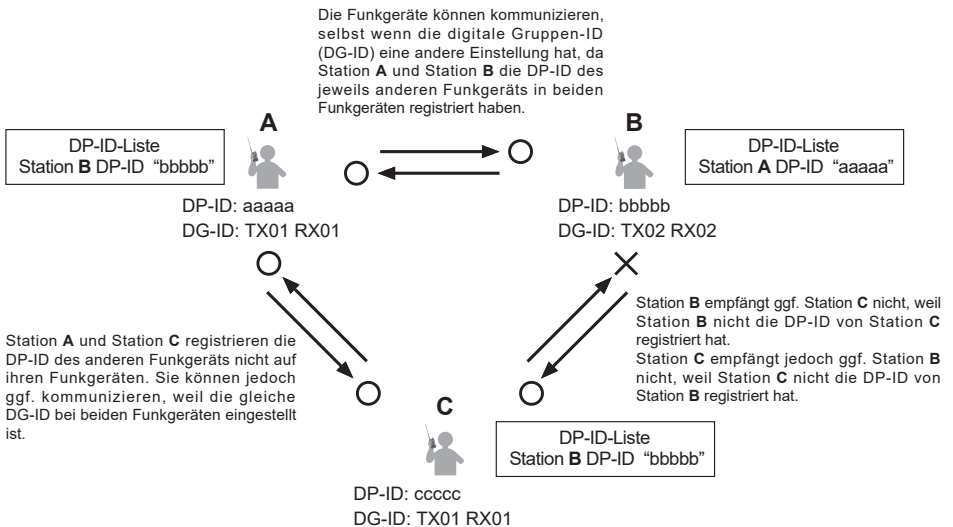 Die Funkgeräte können kommunizieren,
selbst wenn die digitale Gruppen-ID
(DG-ID) eine andere Einstellung hat, da
Station A und Station B die DP-ID des
jeweils anderen Funkgeräts in beiden
Funkgeräten registriert haben.
A
DP-ID-Liste
Station B DP-ID “bbbbb”
DP-ID: aaaaa
DG-ID: TX01 RX01
B
DP-ID-Liste
Station A DP-ID “aaaaa”
DP-ID: bbbbb
DG-ID: TX02 RX02
Station A und Station C registrieren die
DP-ID des anderen Funkgeräts nicht auf
ihren Funkgeräten. Sie können jedoch
ggf. kommunizieren, weil die gleiche
DG-ID bei beiden Funkgeräten eingestellt
ist.
Station B empfängt ggf. Station C nicht, weil
Station B nicht die DP-ID von Station C
registriert hat.
Station C empfängt jedoch ggf. Station B
nicht, weil Station C nicht die DP-ID von
Station B registriert hat.
C
DP-ID-Liste
Station B DP-ID “bbbbb”
DP-ID: ccccc
DG-ID: TX01 RX01